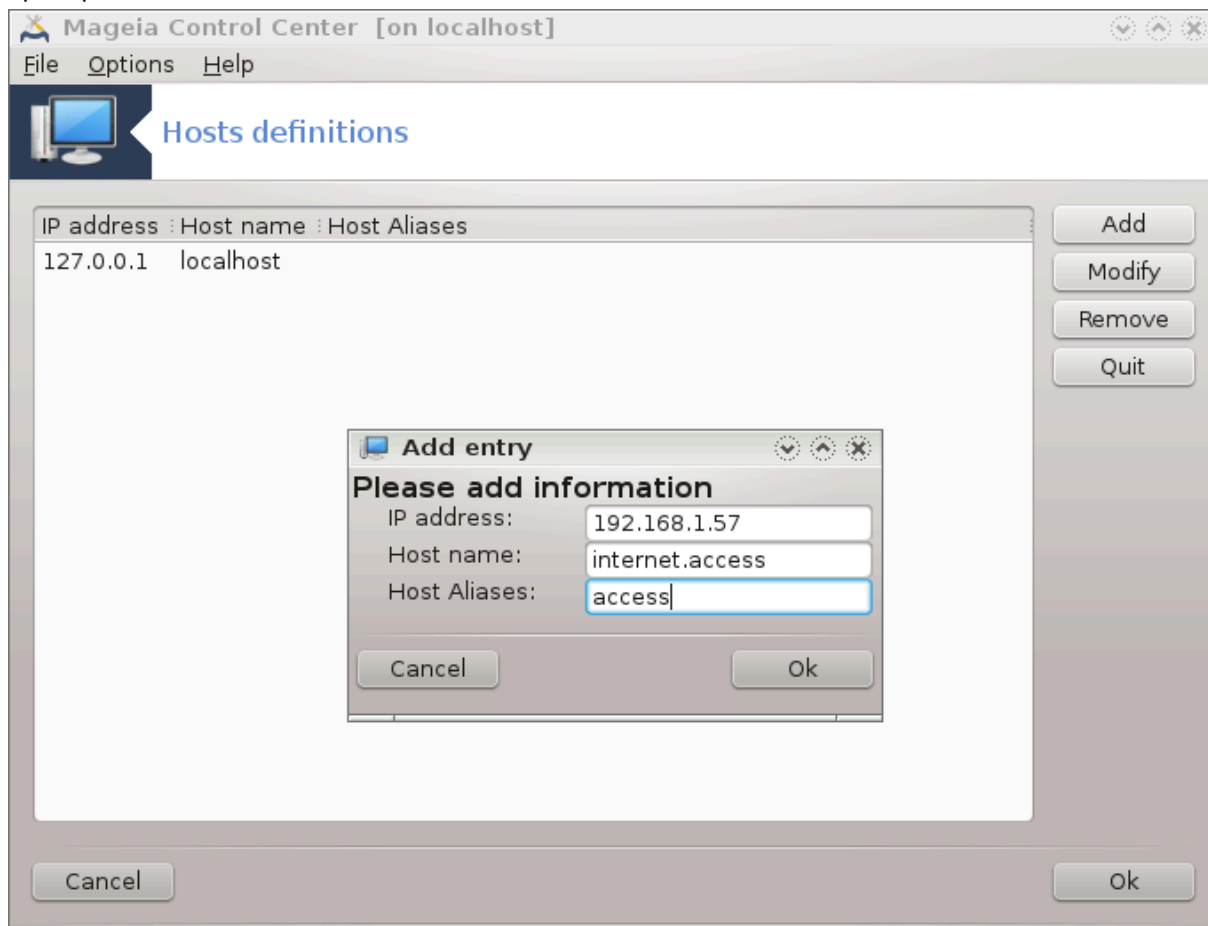 Mageia Control Center [on localhost]
File Options Help
Hosts definitions
IP address Host name Host Aliases
127.0.0.1 localhost
Add
Modify
Remove
Quit
Add entry
Please add information
IP address: 192.168.1.57
Host name: internet.access
Host Aliases: access
Cancel Ok
Cancel Ok